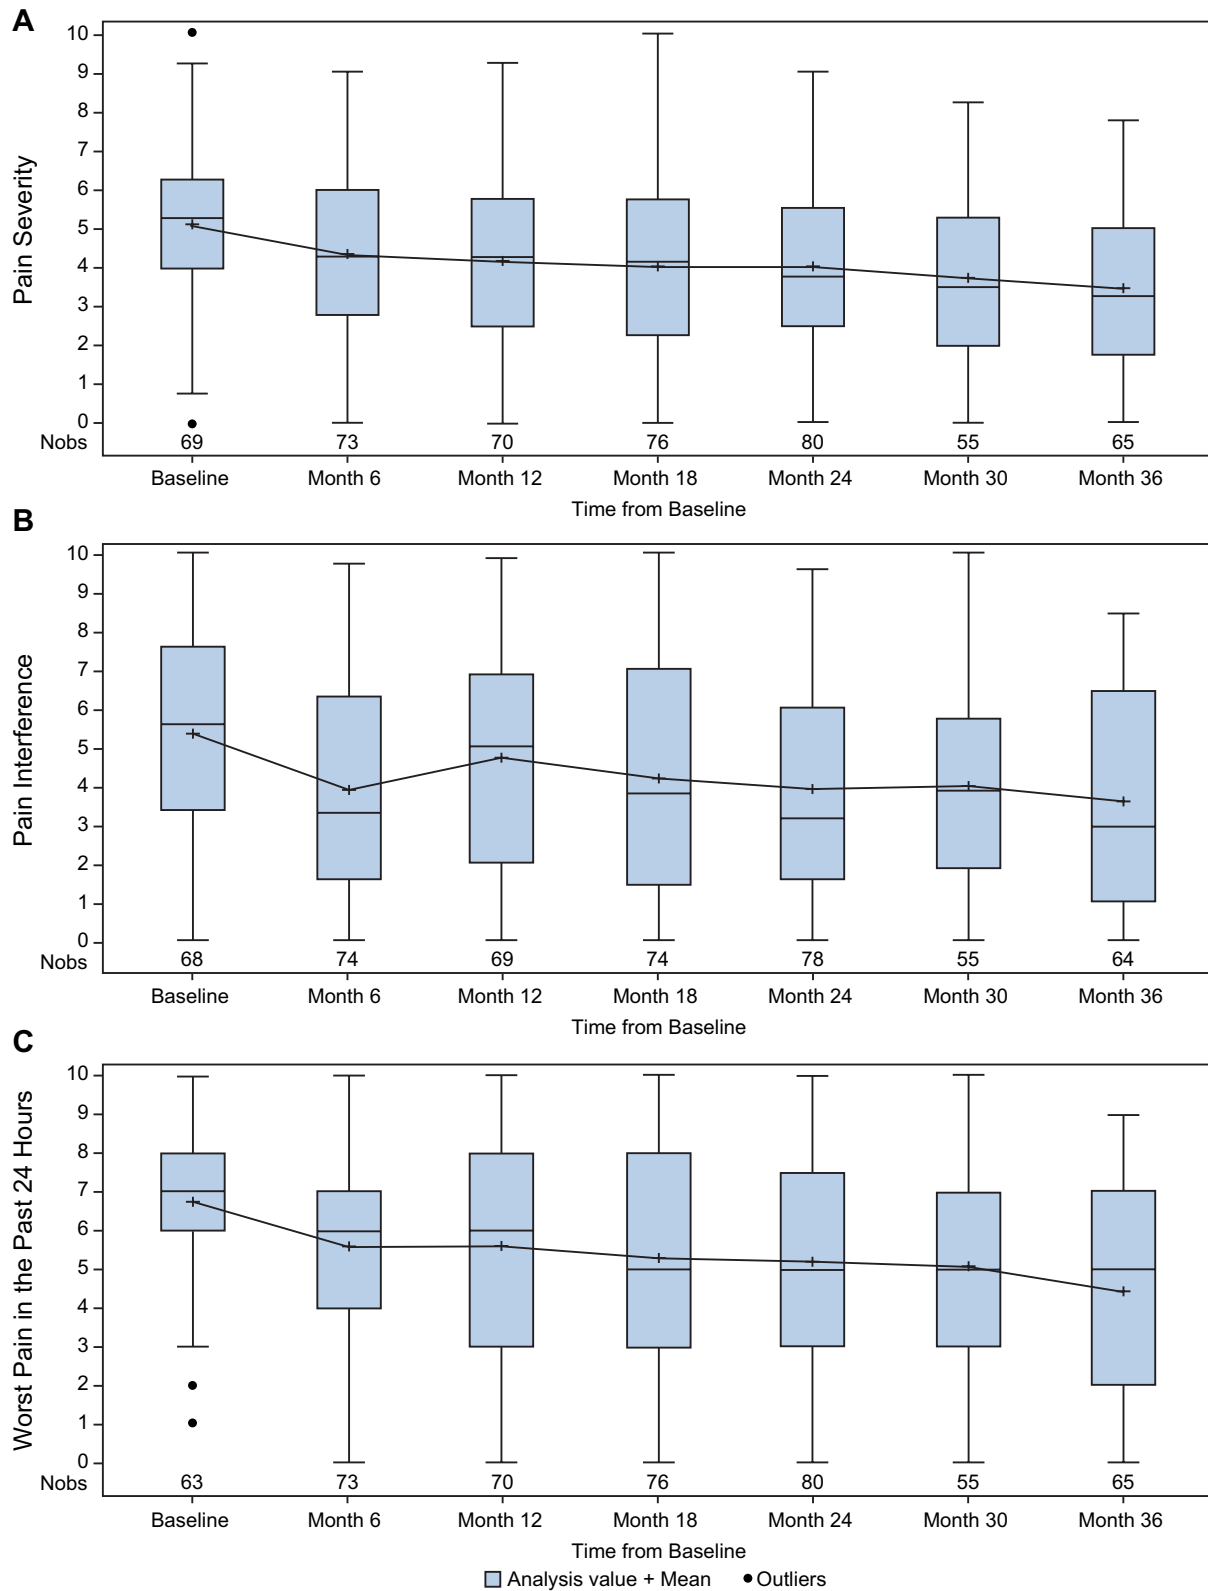 A
Pain Severity
10
9
8
7
6
5
4
3
2
1
0
Nobs 69 73 70 76 80 55 65
Baseline Month 6 Month 12 Month 18 Month 24 Month 30 Month 36
Time from Baseline
B
Pain Interference
10
9
8
7
6
5
4
3
2
1
0
Nobs 68 74 69 74 78 55 64
Baseline Month 6 Month 12 Month 18 Month 24 Month 30 Month 36
Time from Baseline
C
Worst Pain in the Past 24 Hours
10
9
8
7
6
5
4
3
2
1
0
Nobs 63 73 70 76 80 55 65
Baseline Month 6 Month 12 Month 18 Month 24 Month 30 Month 36
Time from Baseline
Analysis value + Mean Outliers